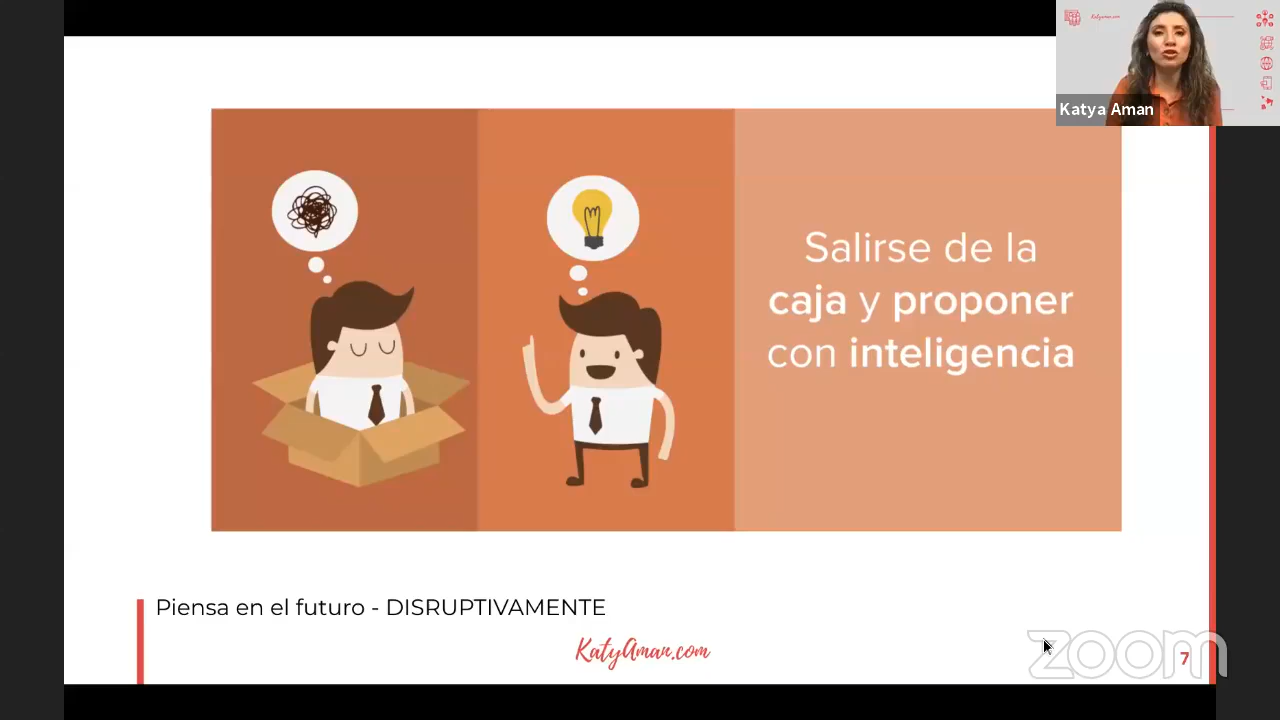 Katya Aman
Salirse de la
caja y proponer
con inteligencia
Piensa en el futuro - DISRUPTIVAMENTE
KatyAman.com
zoom
7